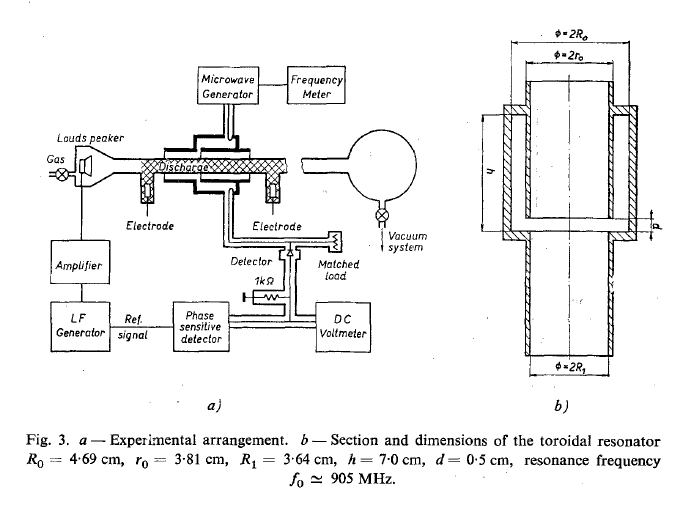 Microwave
Generator
Frequency
Meter
Louds peaker
Gas
Discharge
Electrode
Electrode
Vacuum
system
Amplifier
Detector
Matched
load
1kΩ
LF
Generator
Ref.
signal
Phase
sensitive
detector
DC
Voltmeter
a)
ϕ=2R₀
ϕ=2r₀
h
d
ϕ=2R₁
b)
Fig. 3. a — Experimental arrangement. b — Section and dimensions of the toroidal resonator
R₀ = 4·69 cm, r₀ = 3·81 cm, R₁ = 3·64 cm, h = 7·0 cm, d = 0·5 cm, resonance frequency
f₀ ≃ 905 MHz.